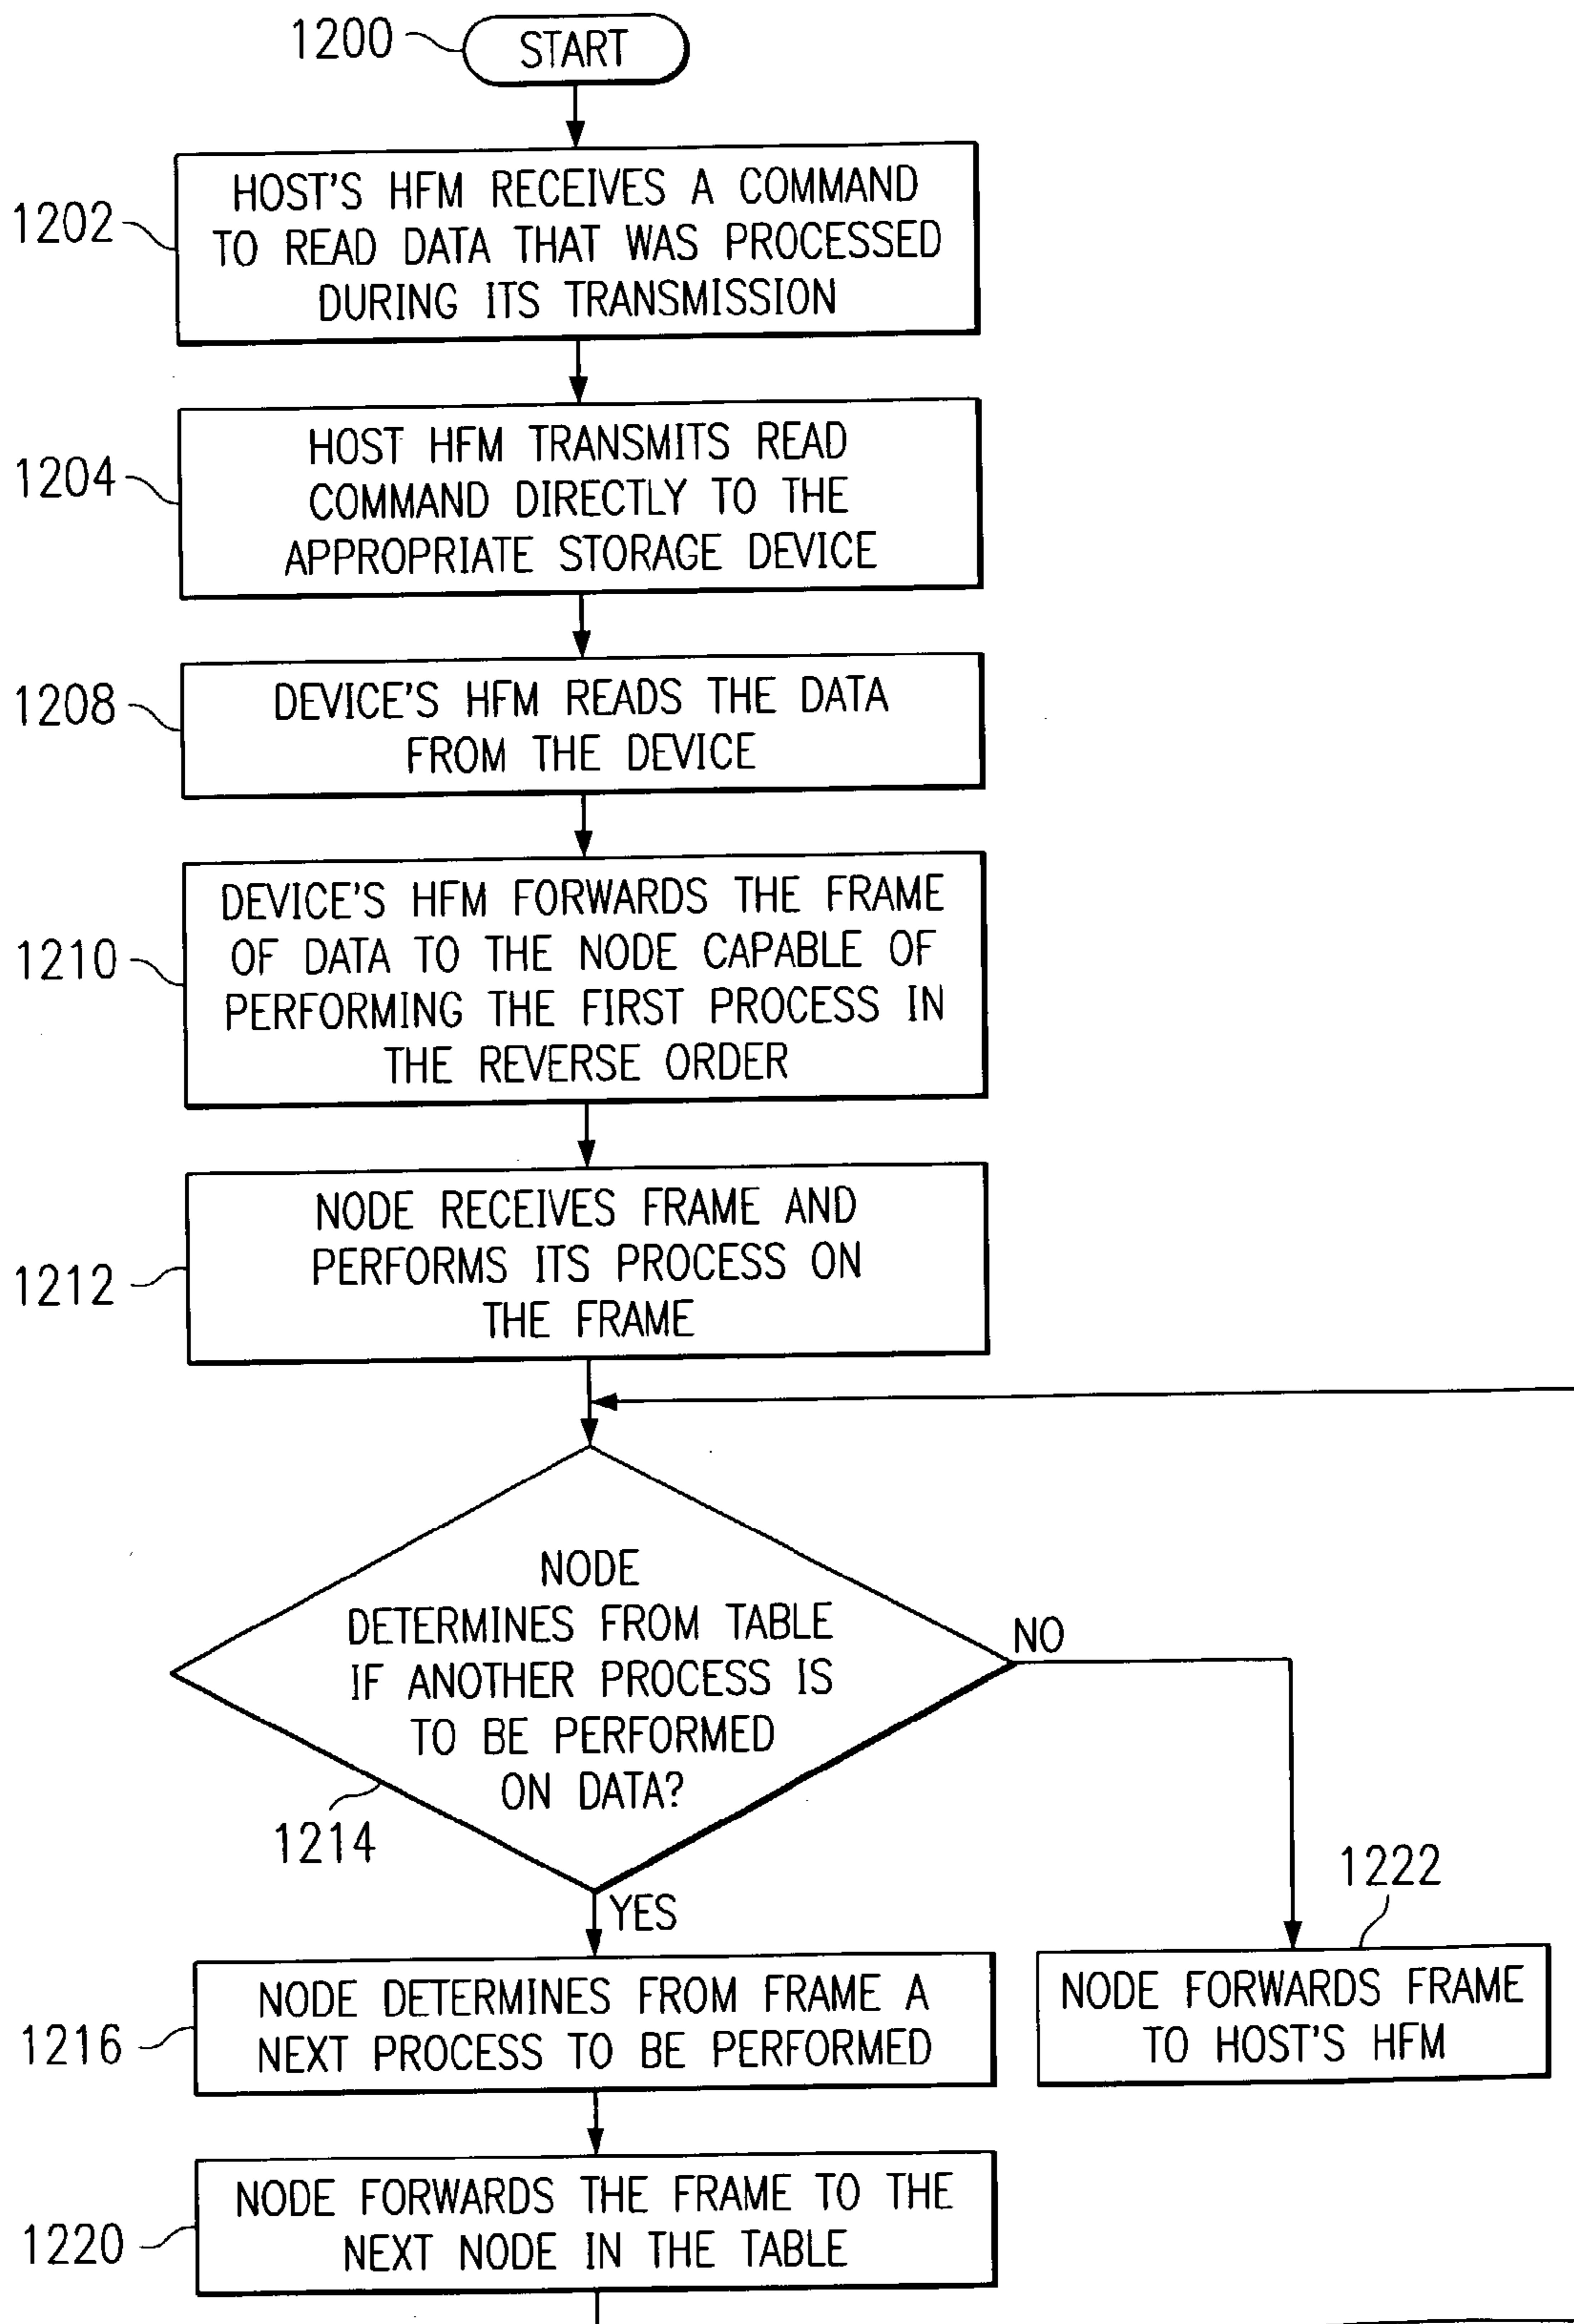 1200
START
1202
HOST'S HFM RECEIVES A COMMAND
TO READ DATA THAT WAS PROCESSED
DURING ITS TRANSMISSION
1204
HOST HFM TRANSMITS READ
COMMAND DIRECTLY TO THE
APPROPRIATE STORAGE DEVICE
1208
DEVICE'S HFM READS THE DATA
FROM THE DEVICE
1210
DEVICE'S HFM FORWARDS THE FRAME
OF DATA TO THE NODE CAPABLE OF
PERFORMING THE FIRST PROCESS IN
THE REVERSE ORDER
1212
NODE RECEIVES FRAME AND
PERFORMS ITS PROCESS ON
THE FRAME
NODE
DETERMINES FROM TABLE
IF ANOTHER PROCESS IS
TO BE PERFORMED
ON DATA?
NO
1214
YES
1222
1216
NODE DETERMINES FROM FRAME A
NEXT PROCESS TO BE PERFORMED
NODE FORWARDS FRAME
TO HOST'S HFM
1220
NODE FORWARDS THE FRAME TO THE
NEXT NODE IN THE TABLE